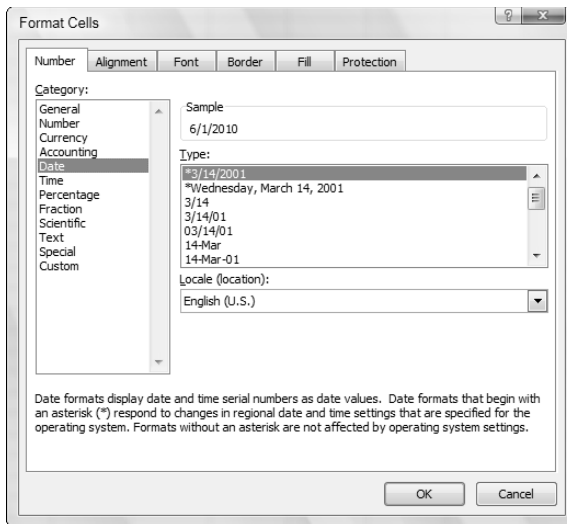 Format Cells
Number Alignment Font Border Fill Protection
Category:
General
Number
Currency
Accounting
Date
Time
Percentage
Fraction
Scientific
Text
Special
Custom
Sample
6/1/2010
Type:
*3/14/2001
*Wednesday, March 14, 2001
3/14
3/14/01
03/14/01
14-Mar
14-Mar-01
Locale (location):
English (U.S.)
Date formats display date and time serial numbers as date values. Date formats that begin with
an asterisk (*) respond to changes in regional date and time settings that are specified for the
operating system. Formats without an asterisk are not affected by operating system settings.
OK Cancel